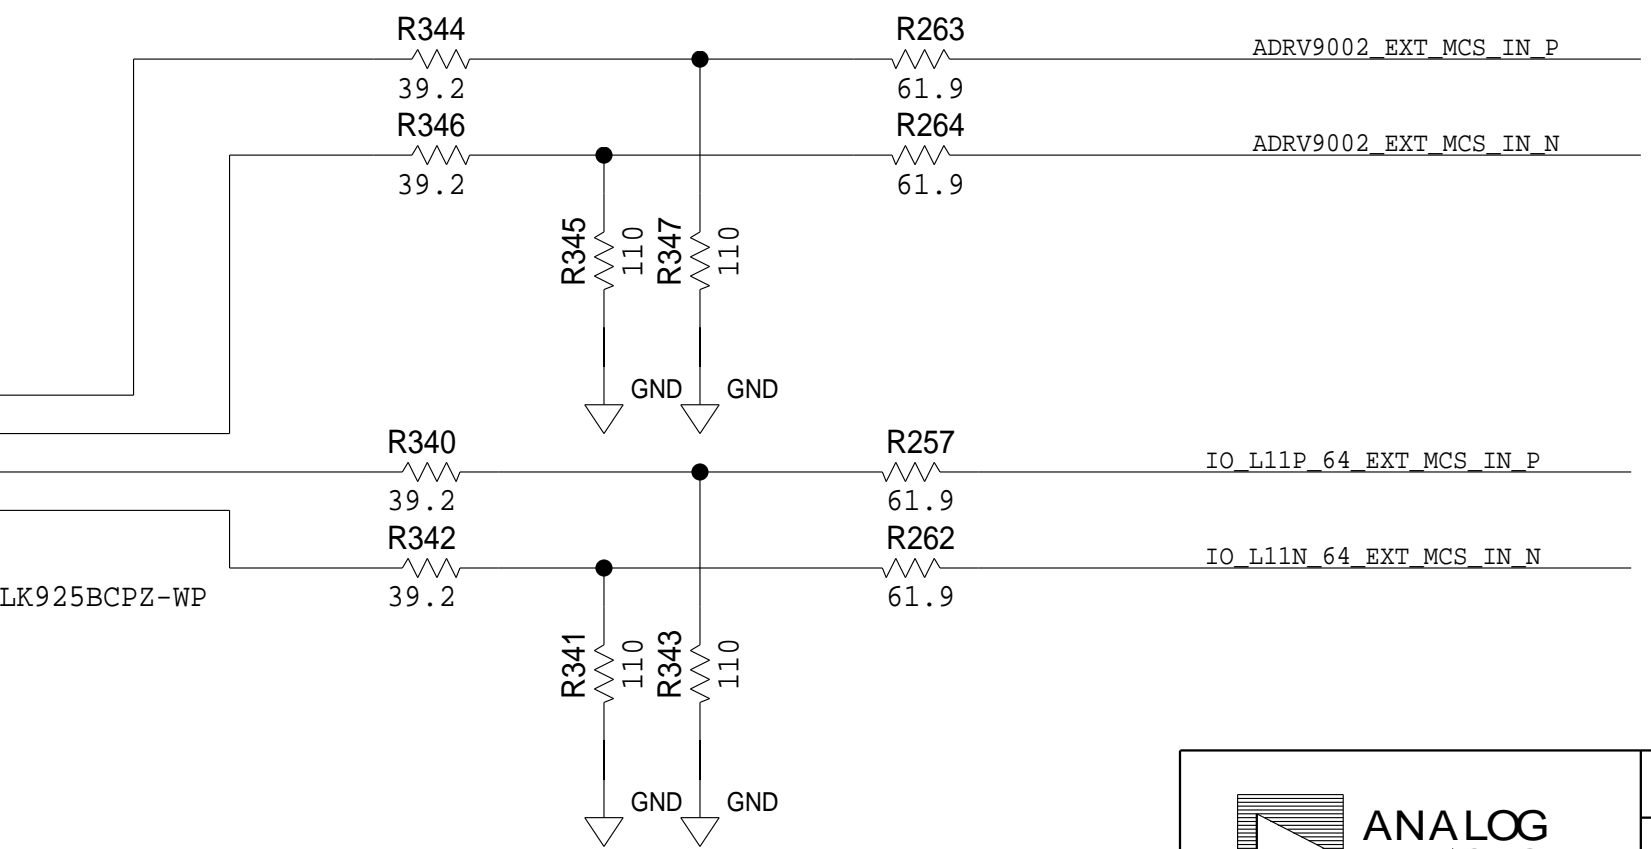 R344
39.2
R263
61.9
ADRV9002_EXT_MCS_IN_P
R346
39.2
R264
61.9
ADRV9002_EXT_MCS_IN_N
R345
110
R347
110
GND
GND
R340
39.2
R257
61.9
IO_L11P_64_EXT_MCS_IN_P
R342
39.2
R262
61.9
IO_L11N_64_EXT_MCS_IN_N
LK925BCPZ-WP
R341
110
R343
110
GND
GND
ANALOG